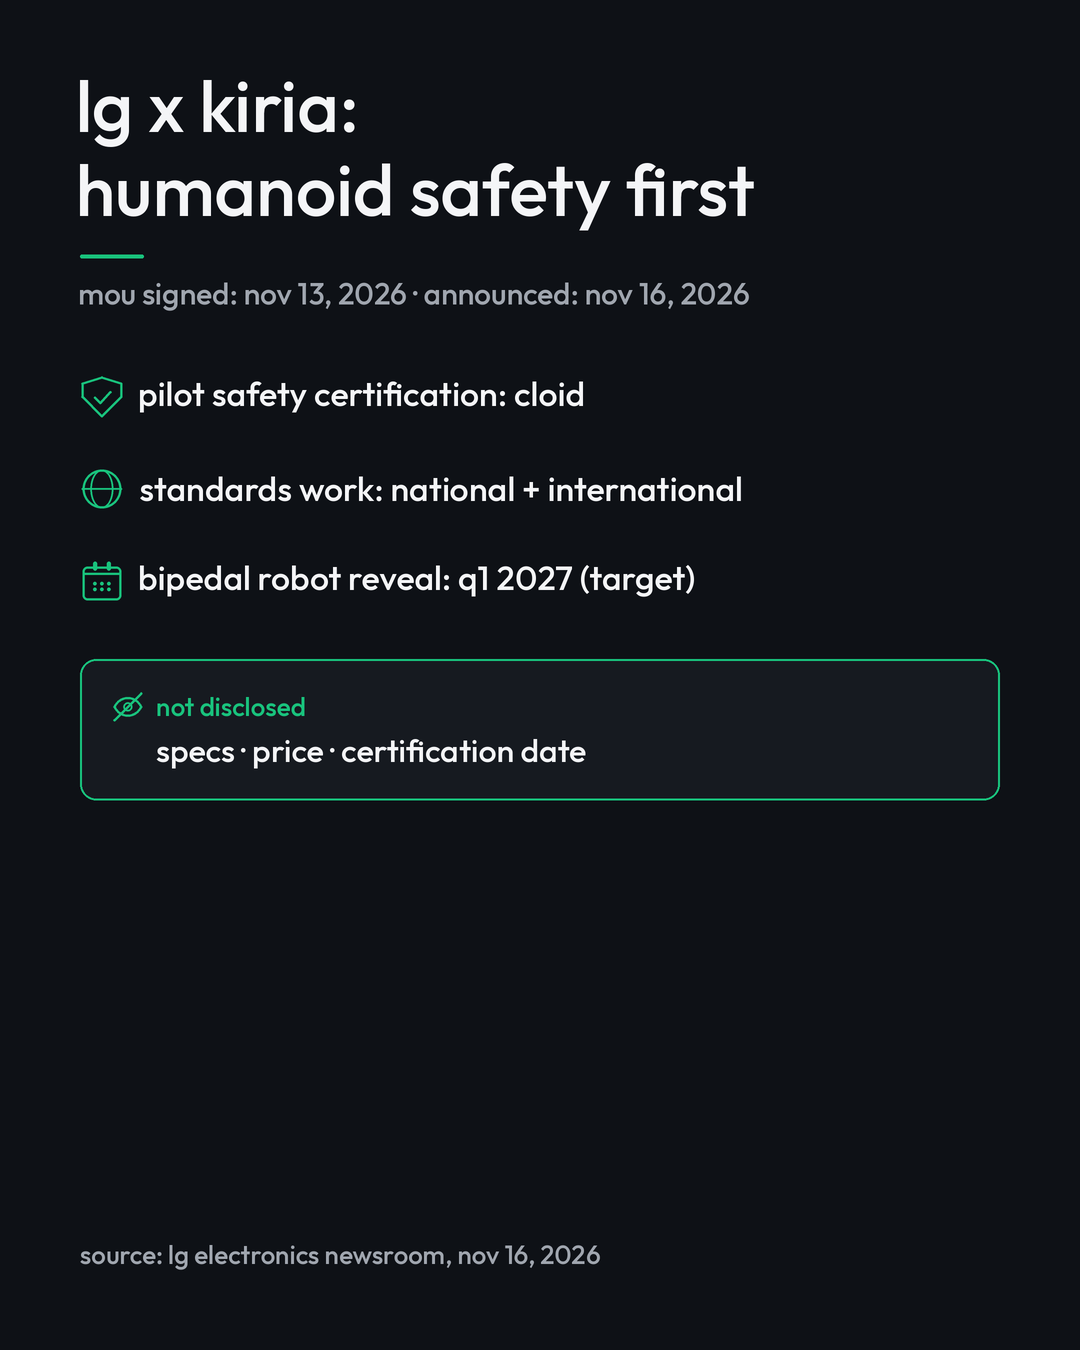 lg x kiria:
humanoid safety first
mou signed: nov 13, 2026 · announced: nov 16, 2026
pilot safety certification: cloid
standards work: national + international
bipedal robot reveal: q1 2027 (target)
not disclosed
specs · price · certification date
source: lg electronics newsroom, nov 16, 2026